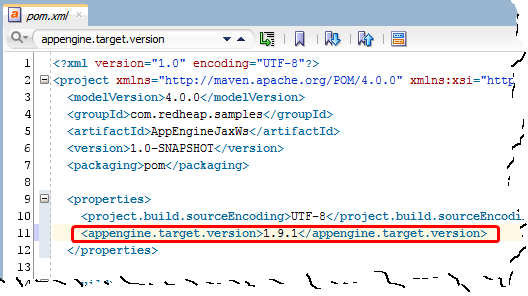 pom.xml
appengine.target.version
1 <?xml version="1.0" encoding="UTF-8"?>
2 <project xmlns="http://maven.apache.org/POM/4.0.0" xmlns:xsi="http
3 <modelVersion>4.0.0</modelVersion>
4 <groupId>com.redheap.samples</groupId>
5 <artifactId>AppEngineJaxWs</artifactId>
6 <version>1.0-SNAPSHOT</version>
7 <packaging>pom</packaging>
8
9 <properties>
10 <project.build.sourceEncoding>UTF-8</project.build.sourceEncodi
11 <appengine.target.version>1.9.1</appengine.target.version>
12 </properties>
13